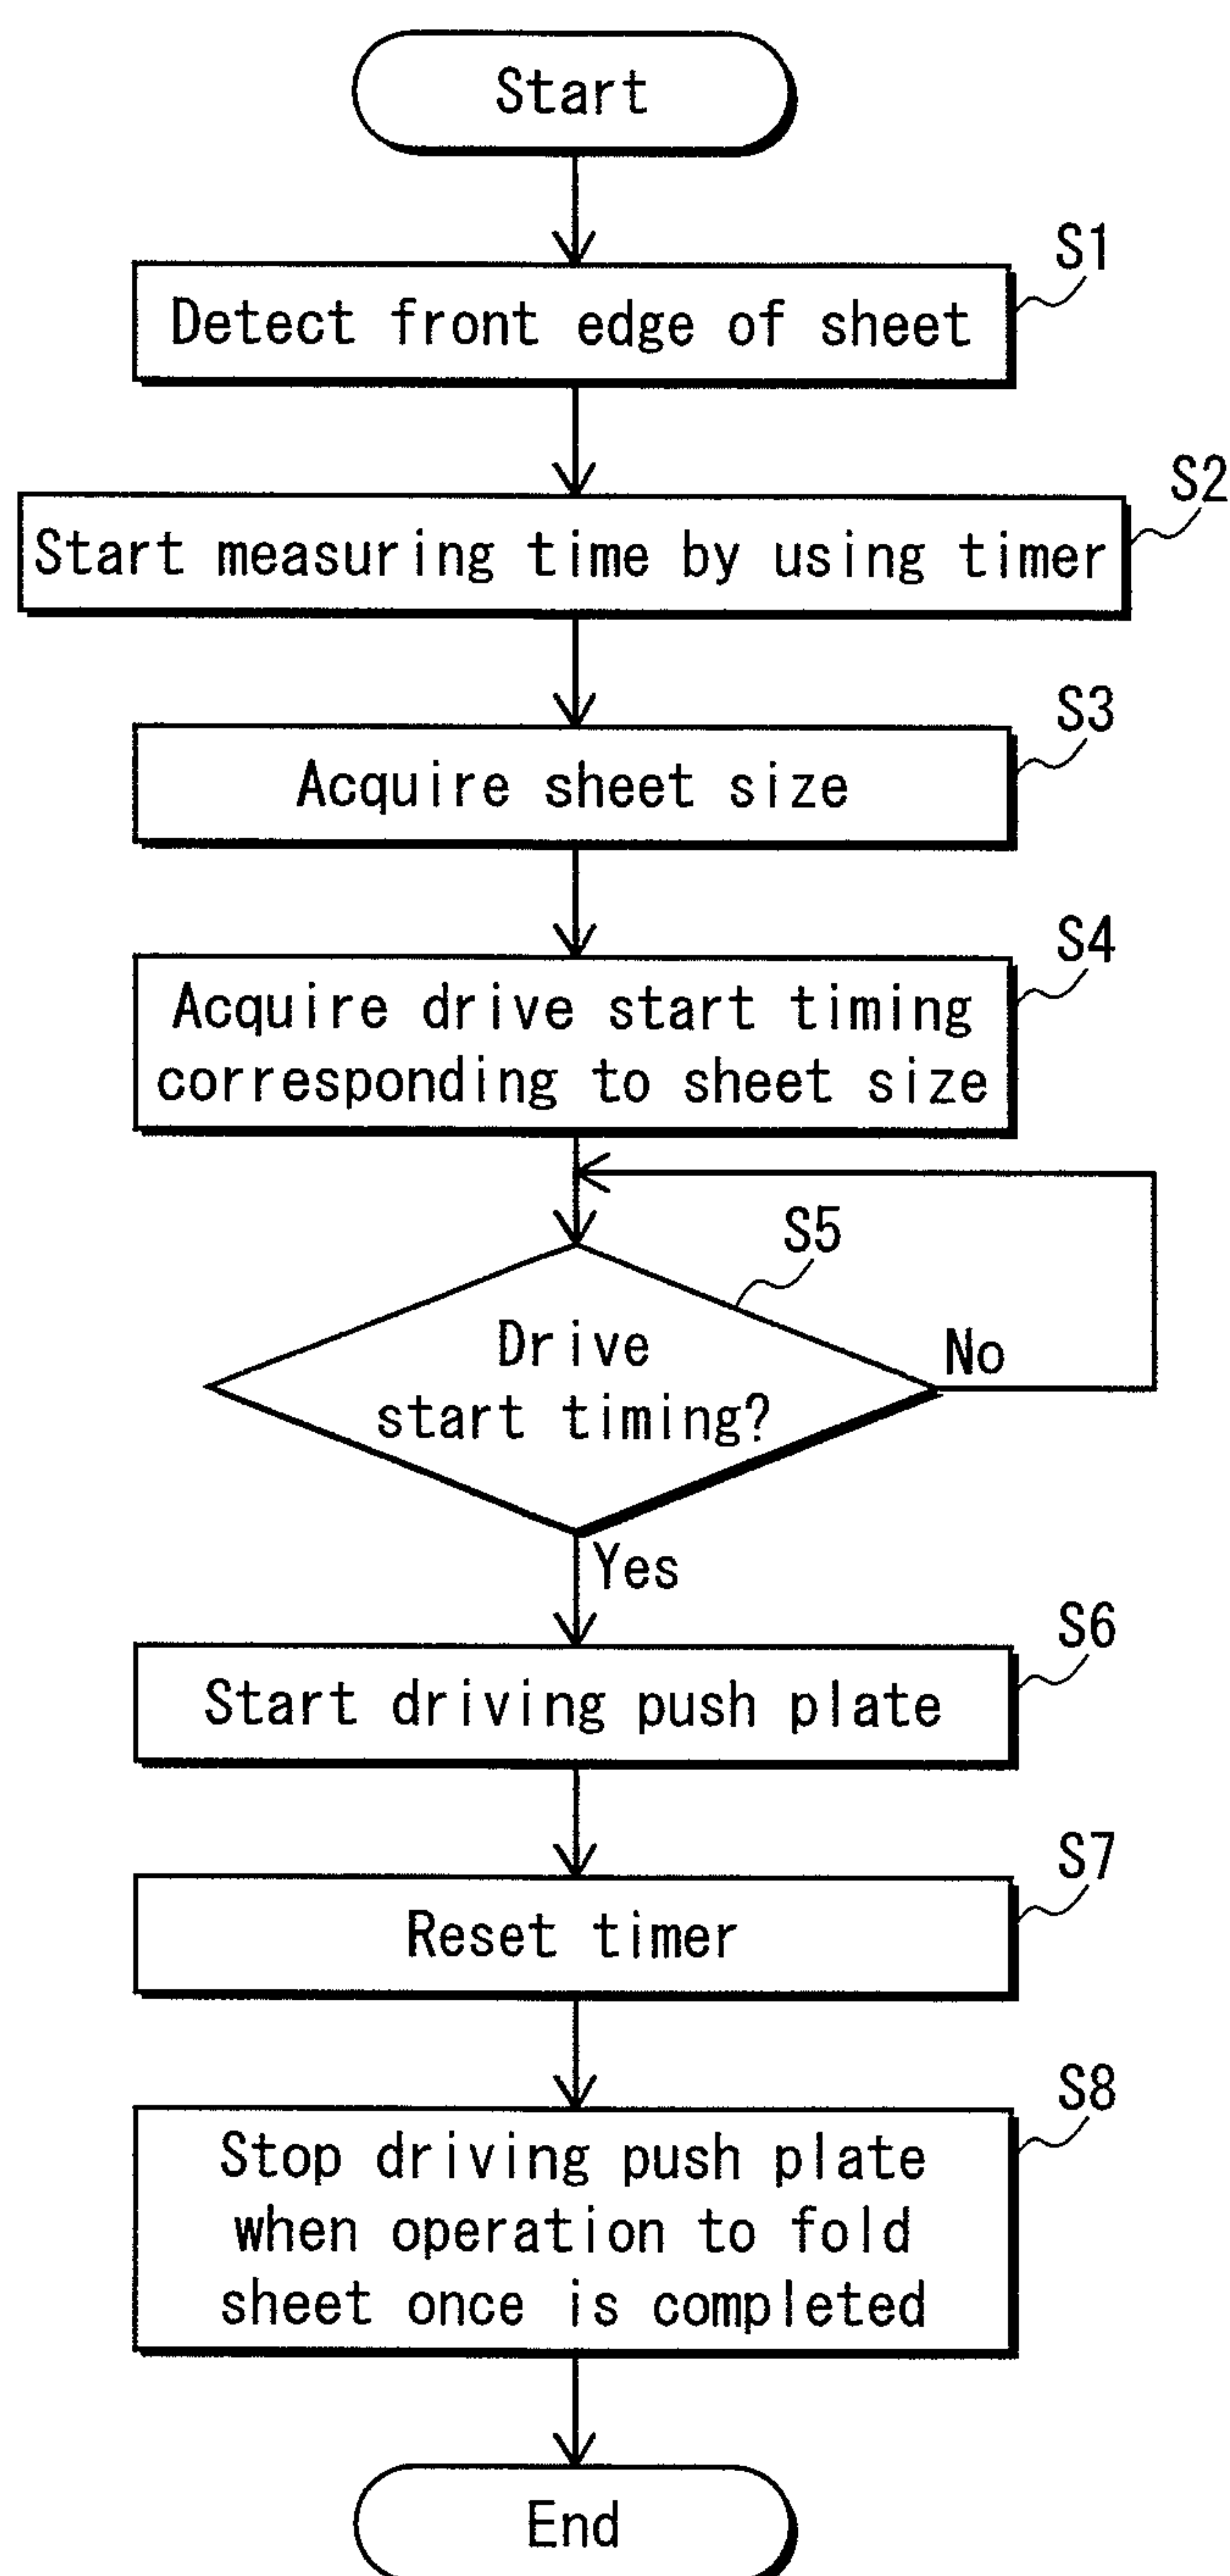 Start
S1
Detect front edge of sheet
S2
Start measuring time by using timer
S3
Acquire sheet size
S4
Acquire drive start timing
corresponding to sheet size
S5
Drive
start timing?
No
Yes
S6
Start driving push plate
S7
Reset timer
S8
Stop driving push plate
when operation to fold
sheet once is completed
End